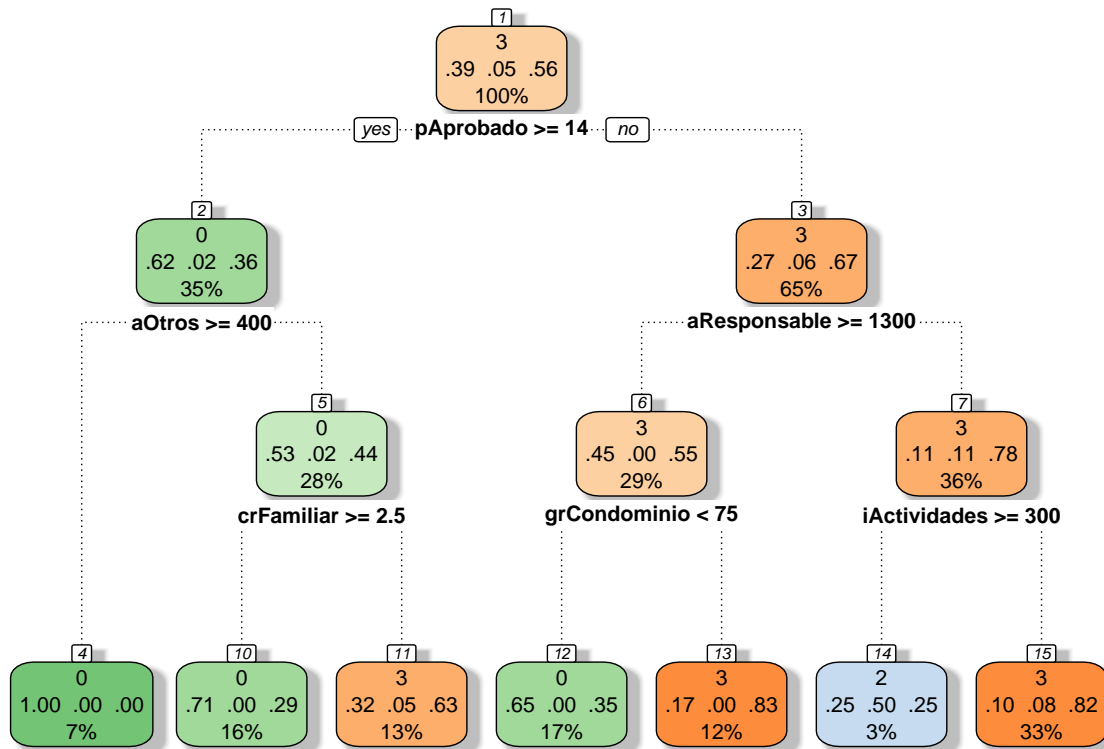 1
3
.39 .05 .56
100%
yes pAprobado >= 14 no
2
0
.62 .02 .36
35%
aOtros >= 400
3
3
.27 .06 .67
65%
aResponsable >= 1300
5
0
.53 .02 .44
28%
crFamiliar >= 2.5
6
3
.45 .00 .55
29%
grCondominio < 75
7
3
.11 .11 .78
36%
iActividades >= 300
4
0
1.00 .00 .00
7%
10
0
.71 .00 .29
16%
11
3
.32 .05 .63
13%
12
0
.65 .00 .35
17%
13
3
.17 .00 .83
12%
14
2
.25 .50 .25
3%
15
3
.10 .08 .82
33%